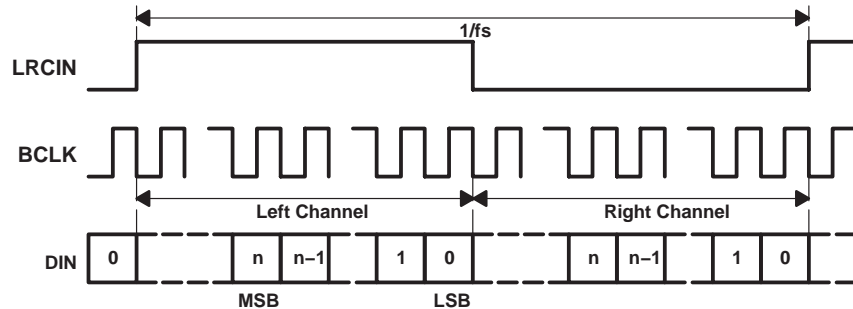 1/fs
LRCIN
BCLK
Left Channel Right Channel
DIN 0 n n−1 1 0 n n−1 1 0
MSB LSB